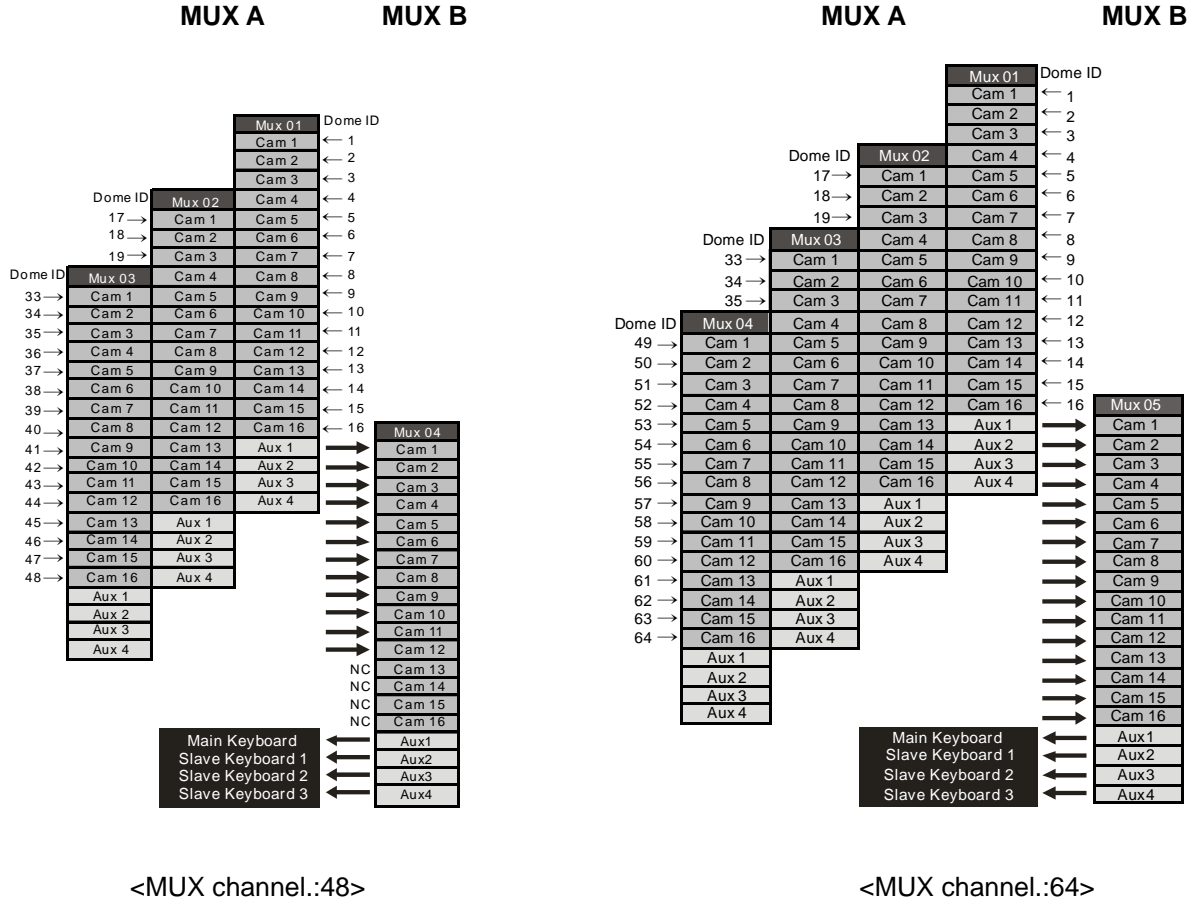 MUX A MUX B MUX A MUX B
Mux 01 Dome ID
Cam 1 ← 1
Cam 2 ← 2
Cam 3 ← 3
Dome ID Mux 02 Cam 4 ← 4
17 → Cam 1 Cam 5 ← 5
18 → Cam 2 Cam 6 ← 6
19 → Cam 3 Cam 7 ← 7
Dome ID Mux 03 Cam 4 Cam 8 ← 8
33 → Cam 1 Cam 5 Cam 9 ← 9
34 → Cam 2 Cam 6 Cam 10 ← 10
35 → Cam 3 Cam 7 Cam 11 ← 11
36 → Cam 4 Cam 8 Cam 12 ← 12
37 → Cam 5 Cam 9 Cam 13 ← 13
38 → Cam 6 Cam 10 Cam 14 ← 14
39 → Cam 7 Cam 11 Cam 15 ← 15
40 → Cam 8 Cam 12 Cam 16 ← 16 Mux 04
41 → Cam 9 Cam 13 Aux 1 → Cam 1
42 → Cam 10 Cam 14 Aux 2 → Cam 2
43 → Cam 11 Cam 15 Aux 3 → Cam 3
44 → Cam 12 Cam 16 Aux 4 → Cam 4
45 → Cam 13 Aux 1 → Cam 5
46 → Cam 14 Aux 2 → Cam 6
47 → Cam 15 Aux 3 → Cam 7
48 → Cam 16 Aux 4 → Cam 8
Aux 1 → Cam 9
Aux 2 → Cam 10
Aux 3 → Cam 11
Aux 4 → Cam 12
NC Cam 13
NC Cam 14
NC Cam 15
NC Cam 16
Main Keyboard ← Aux1
Slave Keyboard 1 ← Aux2
Slave Keyboard 2 ← Aux3
Slave Keyboard 3 ← Aux4
<MUX channel.:48>
Mux 01 Dome ID
Cam 1 ← 1
Cam 2 ← 2
Cam 3 ← 3
Dome ID Mux 02 Cam 4 ← 4
17 → Cam 1 Cam 5 ← 5
18 → Cam 2 Cam 6 ← 6
19 → Cam 3 Cam 7 ← 7
Dome ID Mux 03 Cam 4 Cam 8 ← 8
33 → Cam 1 Cam 5 Cam 9 ← 9
34 → Cam 2 Cam 6 Cam 10 ← 10
35 → Cam 3 Cam 7 Cam 11 ← 11
Dome ID Mux 04 Cam 4 Cam 8 Cam 12 ← 12
49 → Cam 1 Cam 5 Cam 9 Cam 13 ← 13
50 → Cam 2 Cam 6 Cam 10 Cam 14 ← 14
51 → Cam 3 Cam 7 Cam 11 Cam 15 ← 15
52 → Cam 4 Cam 8 Cam 12 Cam 16 ← 16 Mux 05
53 → Cam 5 Cam 9 Cam 13 Aux 1 → Cam 1
54 → Cam 6 Cam 10 Cam 14 Aux 2 → Cam 2
55 → Cam 7 Cam 11 Cam 15 Aux 3 → Cam 3
56 → Cam 8 Cam 12 Cam 16 Aux 4 → Cam 4
57 → Cam 9 Cam 13 Aux 1 → Cam 5
58 → Cam 10 Cam 14 Aux 2 → Cam 6
59 → Cam 11 Cam 15 Aux 3 → Cam 7
60 → Cam 12 Cam 16 Aux 4 → Cam 8
61 → Cam 13 Aux 1 → Cam 9
62 → Cam 14 Aux 2 → Cam 10
63 → Cam 15 Aux 3 → Cam 11
64 → Cam 16 Aux 4 → Cam 12
Aux 1 → Cam 13
Aux 2 → Cam 14
Aux 3 → Cam 15
Aux 4 → Cam 16
Main Keyboard ← Aux1
Slave Keyboard 1 ← Aux2
Slave Keyboard 2 ← Aux3
Slave Keyboard 3 ← Aux4
<MUX channel.:64>